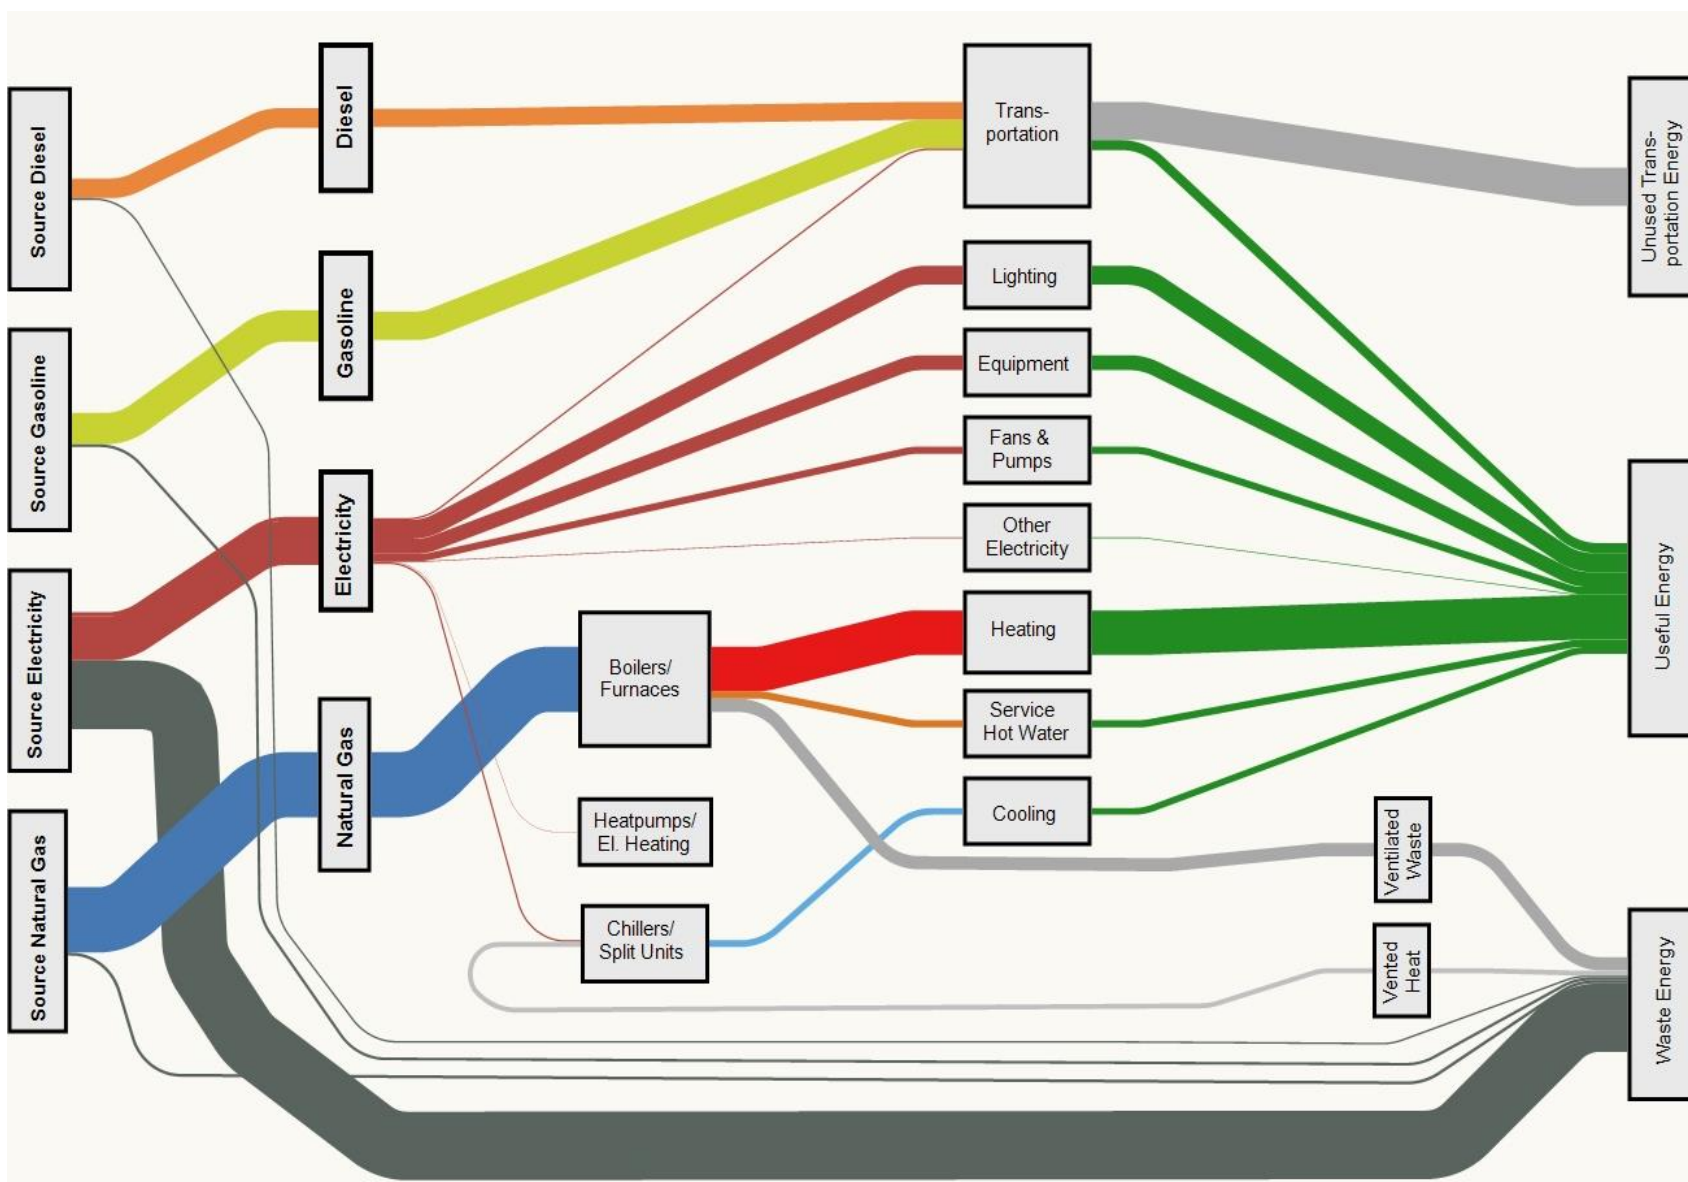 Source Diesel
Source Gasoline
Source Electricity
Source Natural Gas
Diesel
Gasoline
Electricity
Natural Gas
Boilers/
Furnaces
Heatpumps/
El. Heating
Chillers/
Split Units
Trans-
portation
Lighting
Equipment
Fans &
Pumps
Other
Electricity
Heating
Service
Hot Water
Cooling
Ventilated
Waste
Vented
Heat
Unused Trans-
portation Energy
Useful Energy
Waste Energy